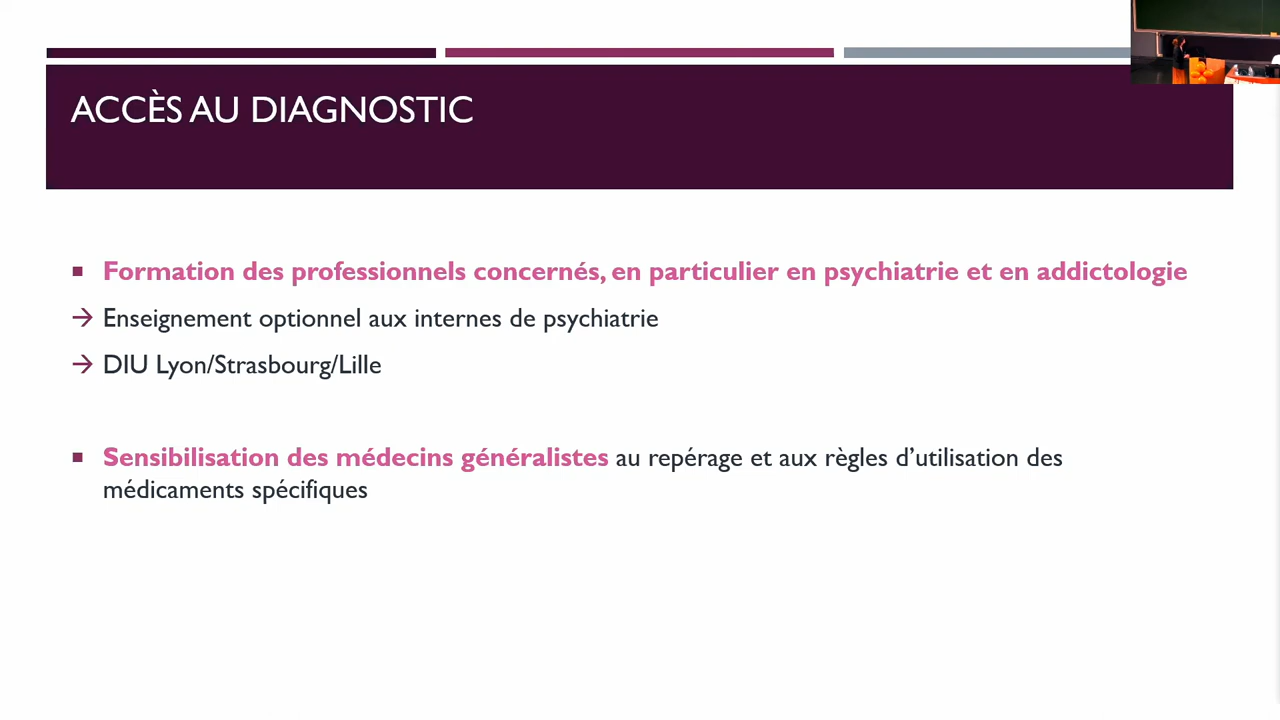 ACCÈS AU DIAGNOSTIC
▪ Formation des professionnels concernés, en particulier en psychiatrie et en addictologie
→ Enseignement optionnel aux internes de psychiatrie
→ DIU Lyon/Strasbourg/Lille
▪ Sensibilisation des médecins généralistes au repérage et aux règles d’utilisation des
médicaments spécifiques